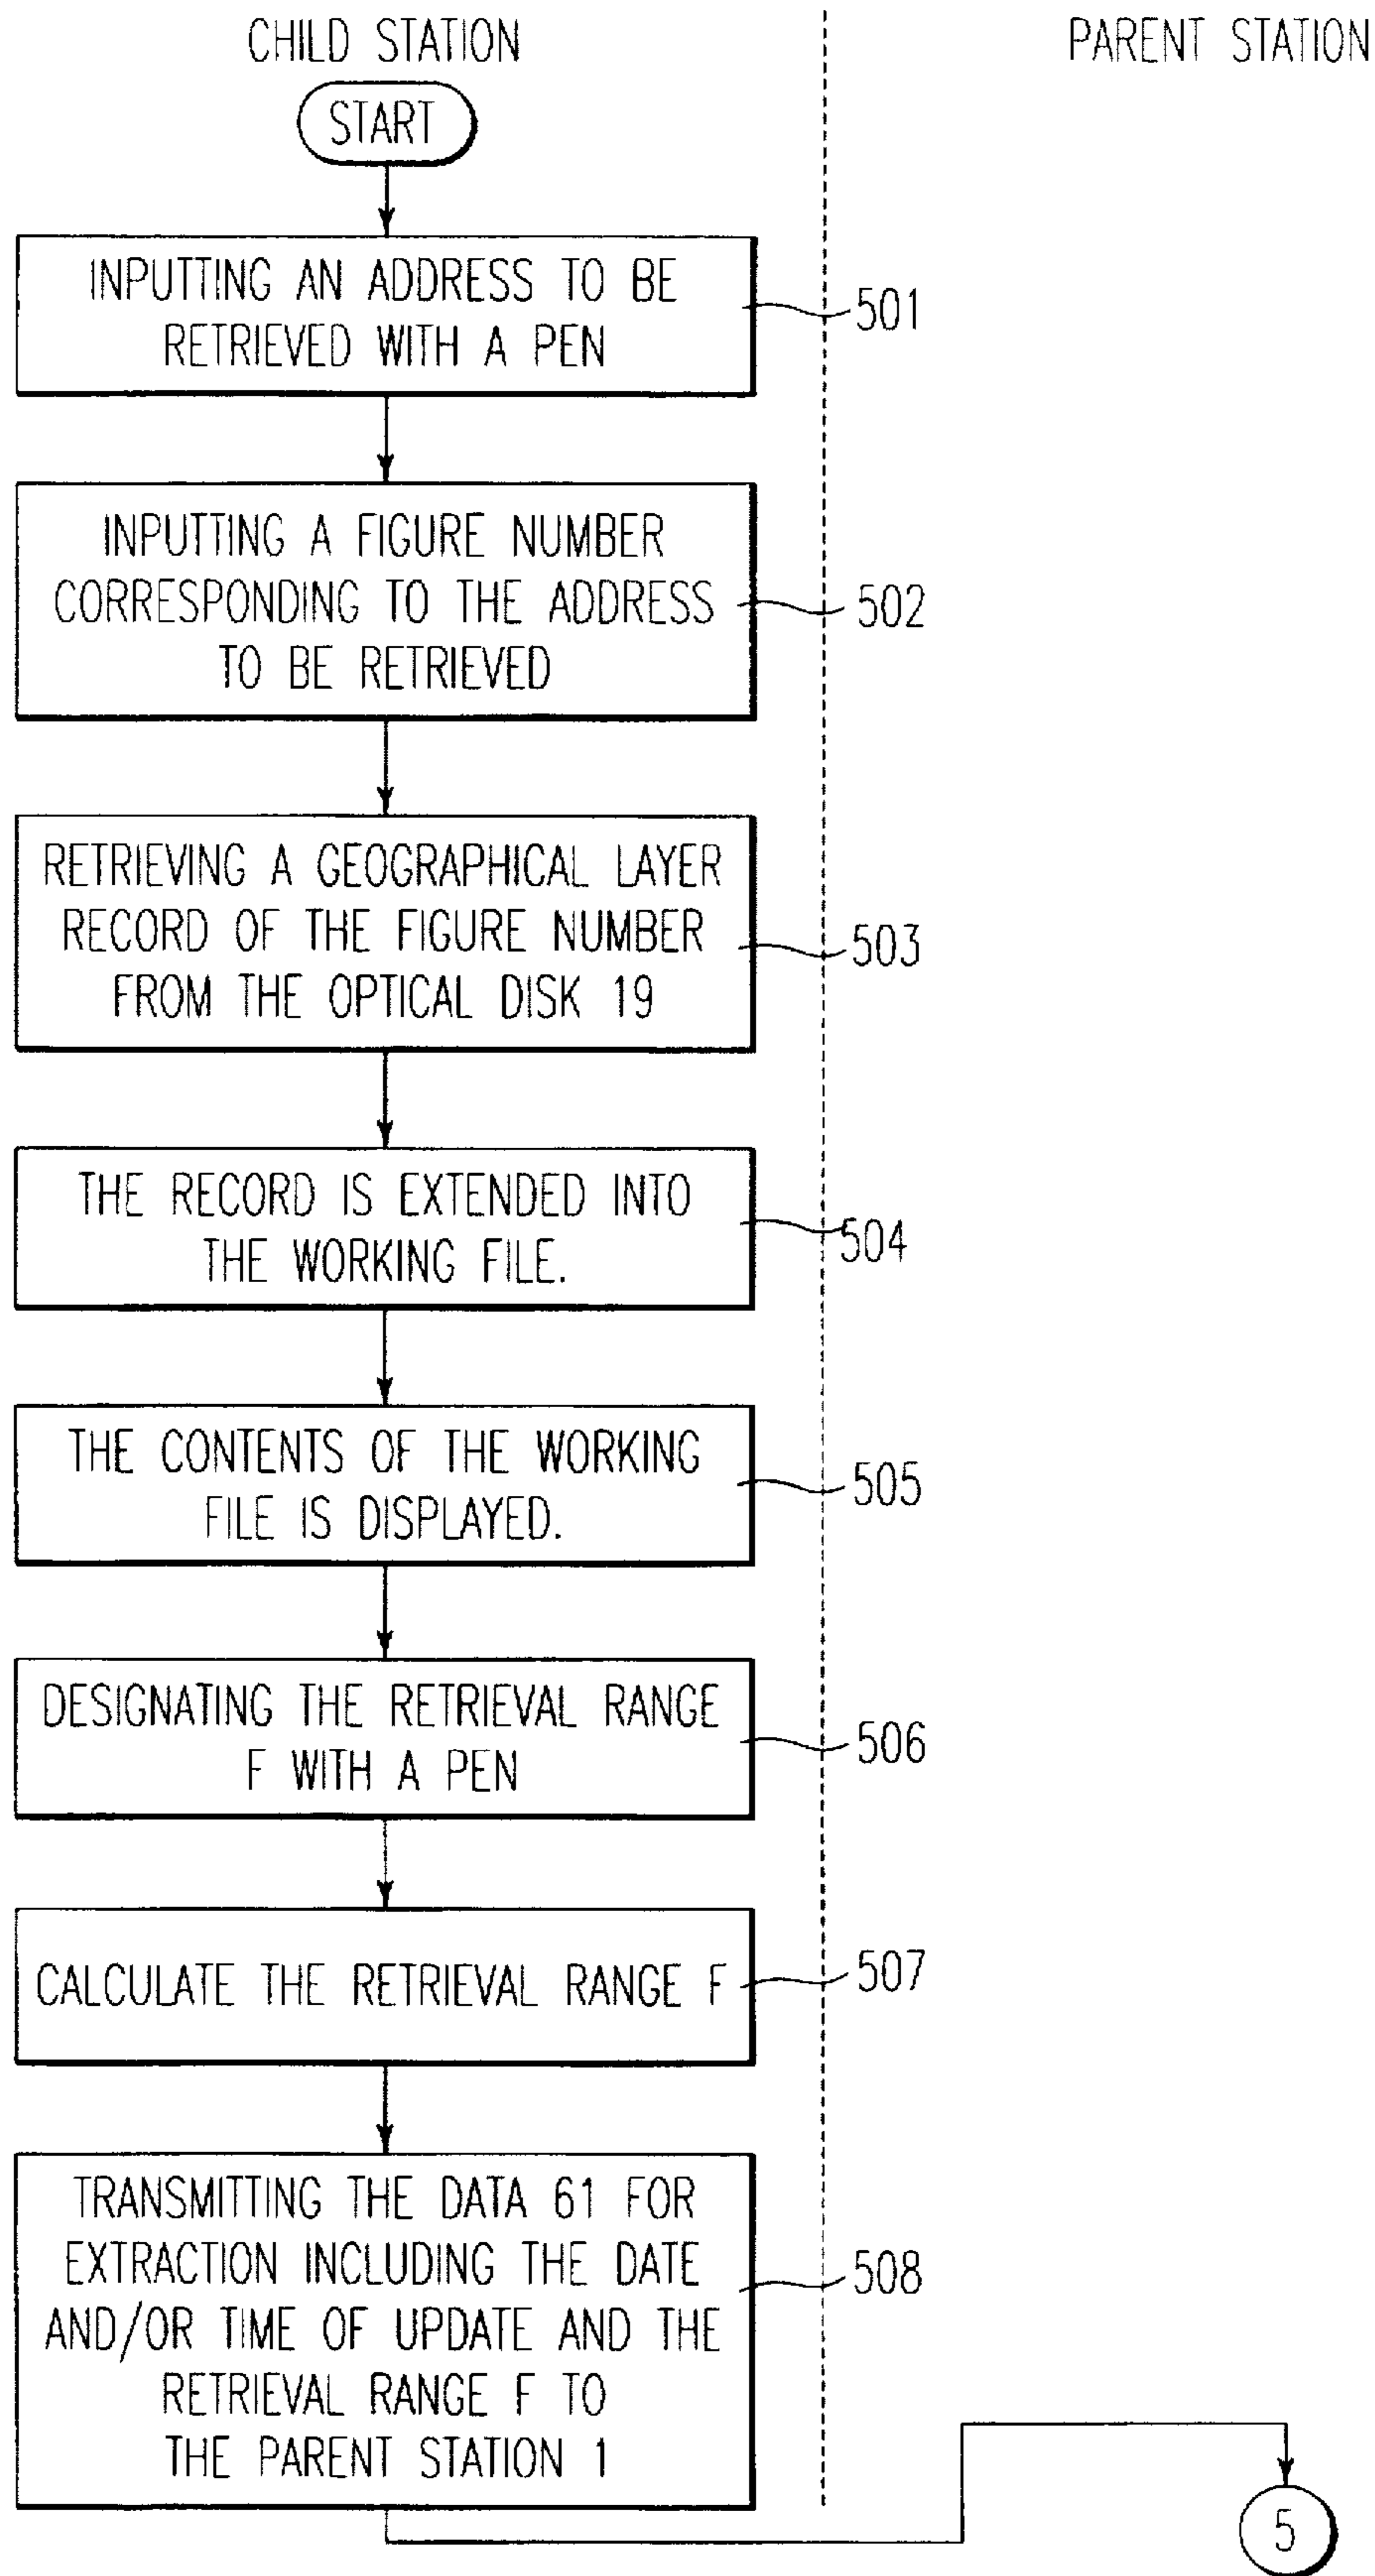 CHILD STATION
PARENT STATION
START
INPUTTING AN ADDRESS TO BE
RETRIEVED WITH A PEN
501
INPUTTING A FIGURE NUMBER
CORRESPONDING TO THE ADDRESS
TO BE RETRIEVED
502
RETRIEVING A GEOGRAPHICAL LAYER
RECORD OF THE FIGURE NUMBER
FROM THE OPTICAL DISK 19
503
THE RECORD IS EXTENDED INTO
THE WORKING FILE.
504
THE CONTENTS OF THE WORKING
FILE IS DISPLAYED.
505
DESIGNATING THE RETRIEVAL RANGE
F WITH A PEN
506
CALCULATE THE RETRIEVAL RANGE F
507
TRANSMITTING THE DATA 61 FOR
EXTRACTION INCLUDING THE DATE
AND/OR TIME OF UPDATE AND THE
RETRIEVAL RANGE F TO
THE PARENT STATION 1
508
5